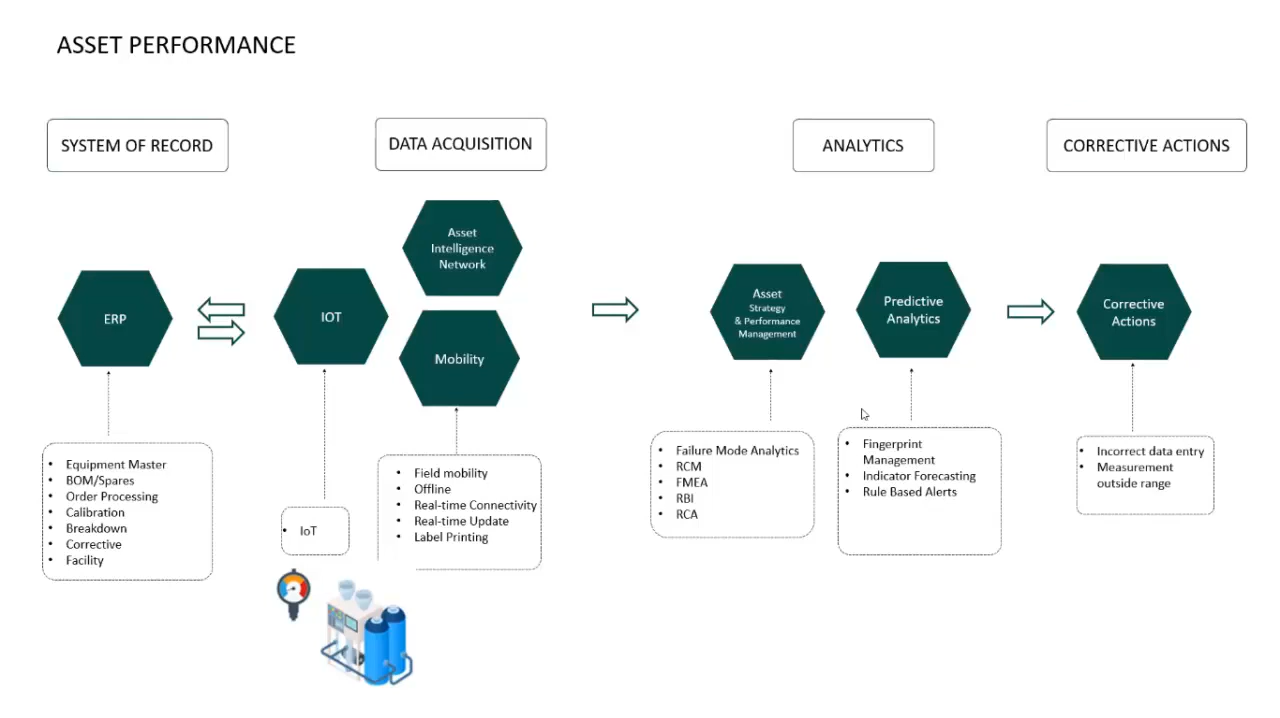 ASSET PERFORMANCE
SYSTEM OF RECORD
DATA ACQUISITION
ANALYTICS
CORRECTIVE ACTIONS
ERP
IOT
Asset
Intelligence
Network
Mobility
Asset
Strategy
& Performance
Management
Predictive
Analytics
Corrective
Actions
• Equipment Master
• BOM/Spares
• Order Processing
• Calibration
• Breakdown
• Corrective
• Facility
• IoT
• Field mobility
• Offline
• Real-time Connectivity
• Real-time Update
• Label Printing
• Failure Mode Analytics
• RCM
• FMEA
• RBI
• RCA
• Fingerprint
Management
• Indicator Forecasting
• Rule Based Alerts
• Incorrect data entry
• Measurement
outside range